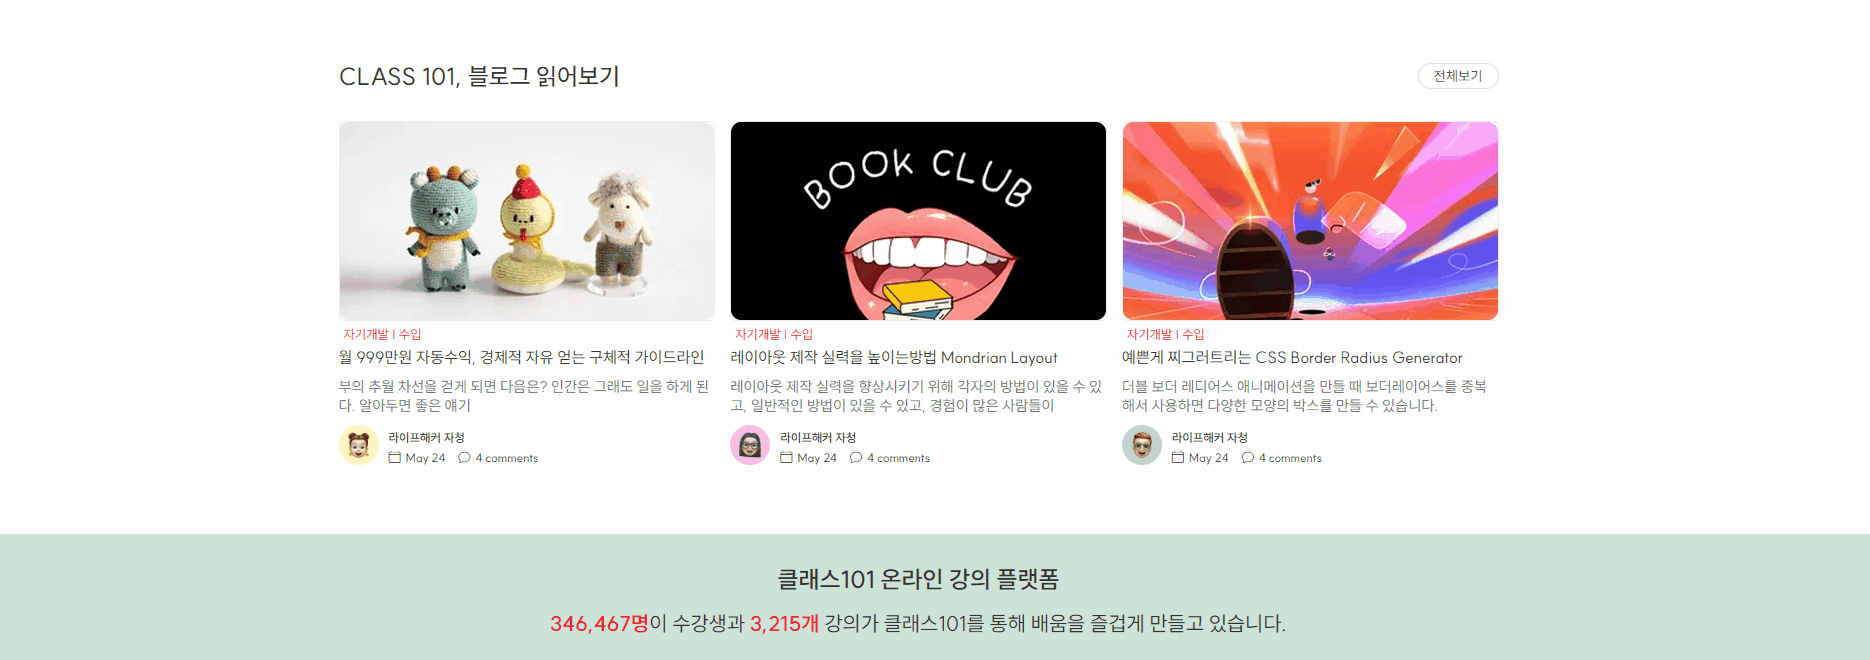 CLASS 101, 블로그 읽어보기
전체보기
BOOK CLUB
자기개발 | 수입
월 999만원 자동수익, 경제적 자유 얻는 구체적 가이드라인
부의 추월 차선을 걷게 되면 다음은? 인간은 그래도 일을 하게 된
다. 알아두면 좋은 얘기
라이프해커 자청
May 24 4 comments
자기개발 | 수입
레이아웃 제작 실력을 높이는방법 Mondrian Layout
레이아웃 제작 실력을 향상시키기 위해 각자의 방법이 있을 수 있
고, 일반적인 방법이 있을 수 있고, 경험이 많은 사람들이
라이프해커 자청
May 24 4 comments
자기개발 | 수입
예쁜게 찌그러트리는 CSS Border Radius Generator
더블 보더 레디어스 애니메이션을 만들 때 보더레이어스를 중복
해서 사용하면 다양한 모양의 박스를 만들 수 있습니다.
라이프해커 자청
May 24 4 comments
클래스101 온라인 강의 플랫폼
346,467명이 수강생과 3,215개 강의가 클래스101를 통해 배움을 즐겁게 만들고 있습니다.